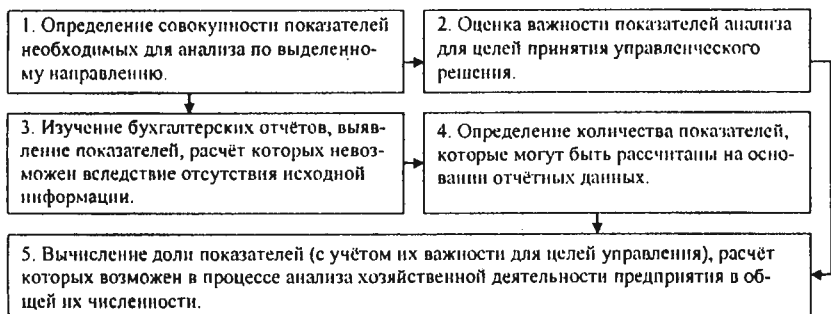 1. Определение совокупности показателей
необходимых для анализа по выделенно-
му направлению.
2. Оценка важности показателей анализа
для целей принятия управленческого
решения.
3. Изучение бухгалтерских отчётов, выяв-
ление показателей, расчёт которых невоз-
можен вследствие отсутствия исходной
информации.
4. Определение количества показателей,
которые могут быть рассчитаны на осно-
вании отчётных данных.
5. Вычисление доли показателей (с учётом их важности для целей управления), расчёт
которых возможен в процессе анализа хозяйственной деятельности предприятия в об-
щей их численности.